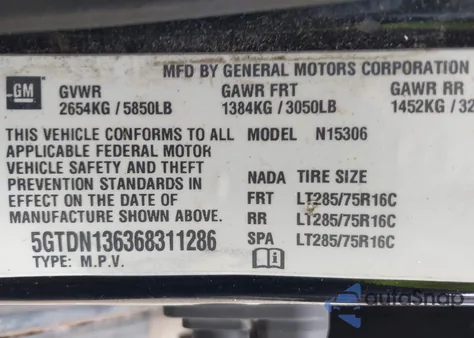 MFD BY GENERAL MOTORS CORPORATION
GM
GVWR GAWR FRT GAWR RR
2654KG / 5850LB 1384KG / 3050LB 1452KG / 32
THIS VEHICLE CONFORMS TO ALL
APPLICABLE FEDERAL MOTOR
VEHICLE SAFETY AND THEFT
PREVENTION STANDARDS IN
EFFECT ON THE DATE OF
MANUFACTURE SHOWN ABOVE.
5GTDN136368311286
TYPE: M.P.V.
MODEL N15306
NADA TIRE SIZE
FRT LT285/75R16C
RR LT285/75R16C
SPA LT285/75R16C
autoSnap